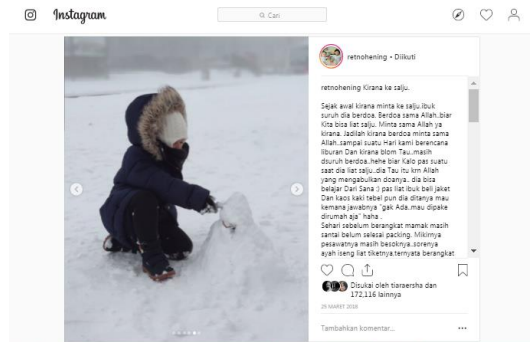 Instagram
Cari
retnohening • Diikuti
retnohening Kirana ke salju.
Sejak awal kirana minta ke salju.ibuk
suruh dia berdoa. Berdoa sama Allah..biar
Kita bisa liat salju. Minta sama Allah ya
kirana. Jadilah kirana berdoa minta sama
Allah..sampai suatu Hari kami berencana
liburan Dan kirana blom Tau..masih
dsuruh berdoa..hehe biar Kalo pas suatu
saat dia liat salju..dia Tau itu krn Allah
yang mengabulkan doanya.. dia bisa
belajar Dari Sana :) pas liat ibuk beli jaket
Dan kaos kaki tebel pun dia ditanya mau
kemana jawabnya "gak Ada..mau dipake
dirumah aja" haha .
Sehari sebelum berangkat mamak masih
santai belum selesai packing. Mikirnya
pesawatnya masih besoknya..sorenya
ayah iseng liat tiketnya.ternyata berangkat
Disukai oleh tiaraersha dan
172,116 lainnya
29 MARET 2018
Tambahkan komentar...